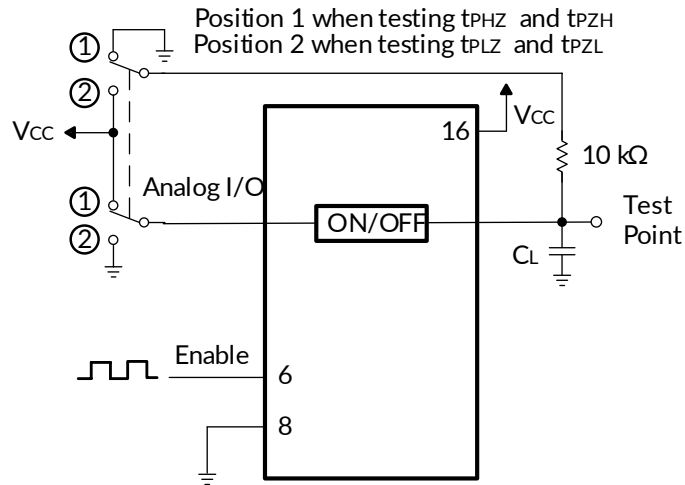 Position 1 when testing tPHZ and tPZH
Position 2 when testing tPLZ and tPZL
①
②
VCC
①
②
Analog I/O
ON/OFF
16
VCC
10 kΩ
Test
Point
CL
Enable
6
8